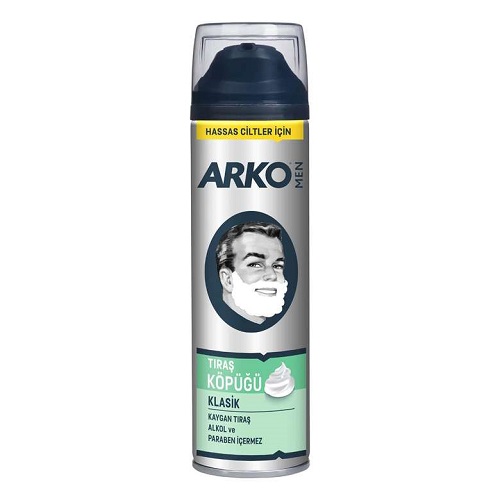 HASSAS CİLTLER İÇİN
ARKO MEN
TIRAŞ
KÖPÜĞÜ
KLASİK
KAYGAN TIRAŞ
ALKOL ve
PARABEN İÇERMEZ